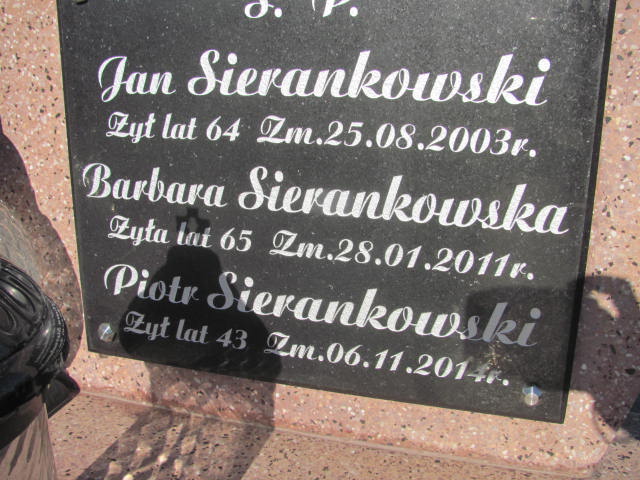 Ś. P.
Jan Sierankowski
Żył lat 64 Zm.25.08.2003r.
Barbara Sierankowska
Żyła lat 65 Zm.28.01.2011r.
Piotr Sierankowski
Żył lat 43 Zm.06.11.2014r.